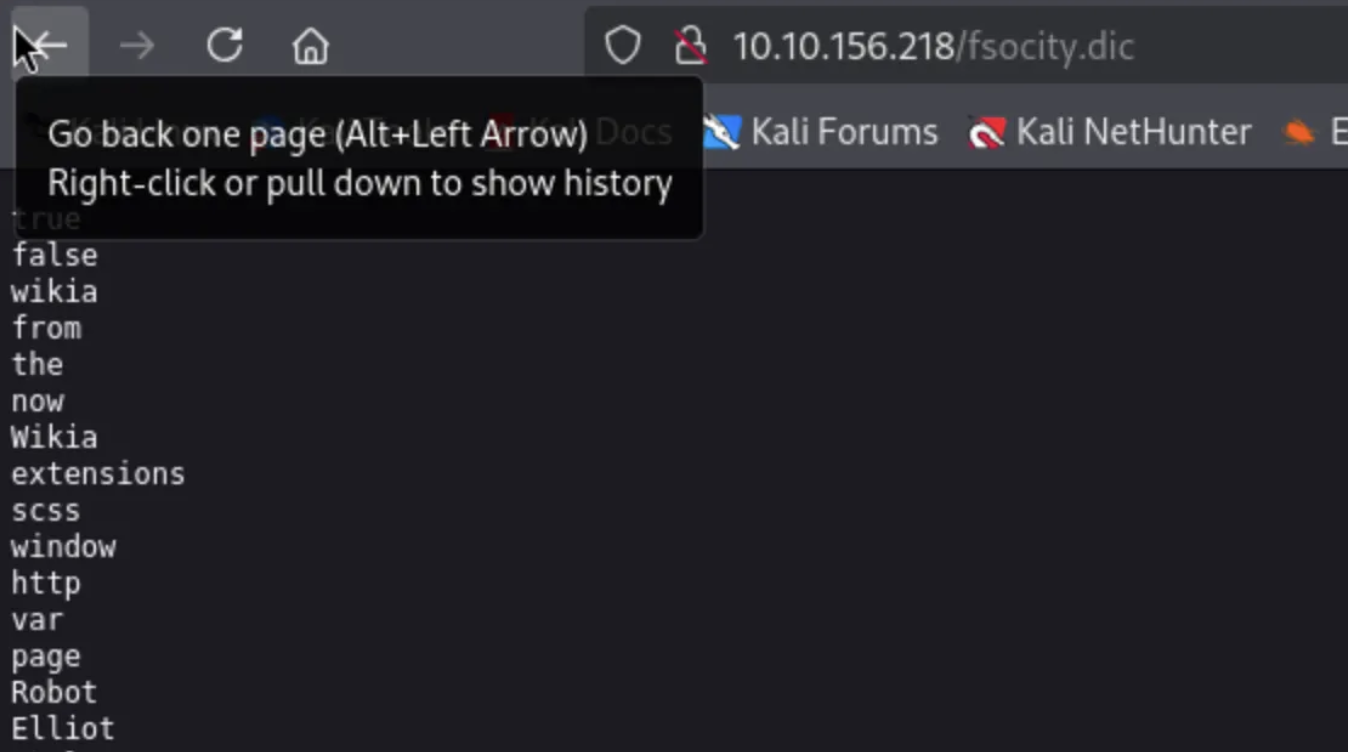 10.10.156.218/fsocity.dic
Go back one page (Alt+Left Arrow)
Right-click or pull down to show history
Docs
Kali Forums
Kali NetHunter
E
true
false
wikia
from
the
now
Wikia
extensions
scss
window
http
var
page
Robot
Elliot